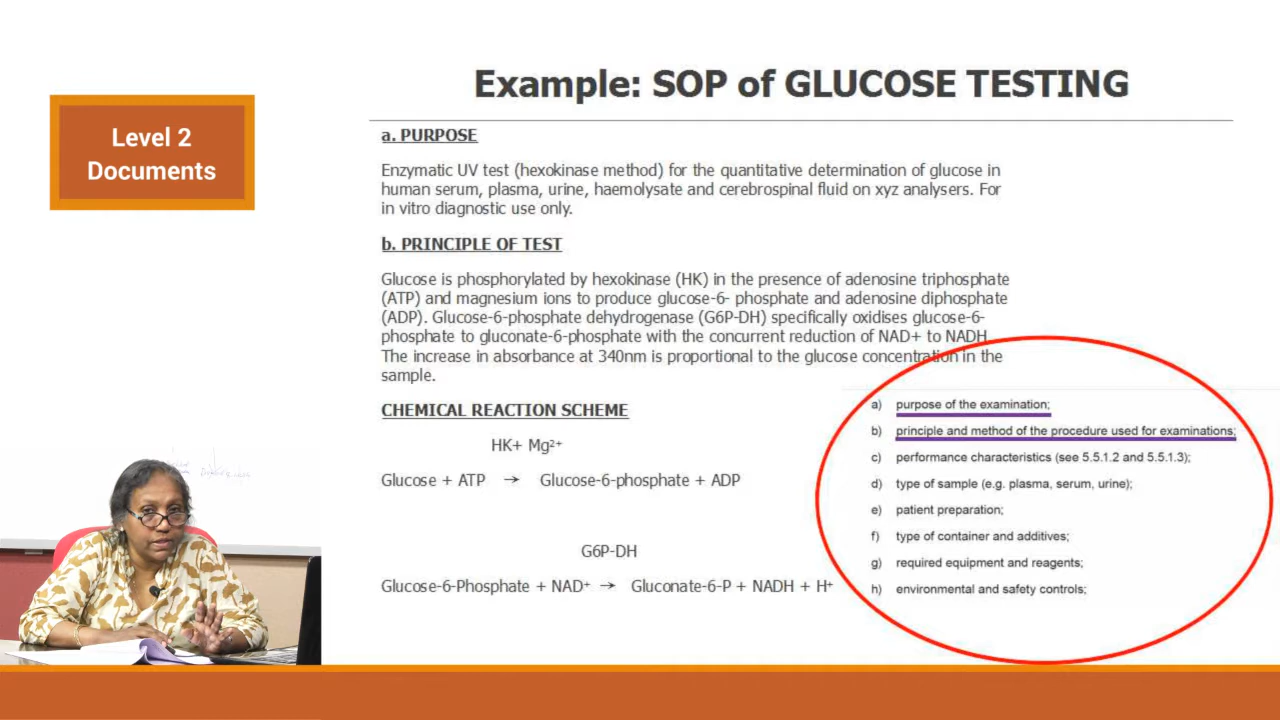 Level 2
Documents
Example: SOP of GLUCOSE TESTING
a. PURPOSE
Enzymatic UV test (hexokinase method) for the quantitative determination of glucose in
human serum, plasma, urine, haemolysate and cerebrospinal fluid on xyz analysers. For
in vitro diagnostic use only.
b. PRINCIPLE OF TEST
Glucose is phosphorylated by hexokinase (HK) in the presence of adenosine triphosphate
(ATP) and magnesium ions to produce glucose-6- phosphate and adenosine diphosphate
(ADP). Glucose-6-phosphate dehydrogenase (G6P-DH) specifically oxidises glucose-6-
phosphate to gluconate-6-phosphate with the concurrent reduction of NAD+ to NADH.
The increase in absorbance at 340nm is proportional to the glucose concentration in the
sample.
CHEMICAL REACTION SCHEME
HK+ Mg²⁺
Glucose + ATP → Glucose-6-phosphate + ADP
G6P-DH
Glucose-6-Phosphate + NAD⁺ → Gluconate-6-P + NADH + H⁺
a) purpose of the examination;
b) principle and method of the procedure used for examinations;
c) performance characteristics (see 5.5.1.2 and 5.5.1.3);
d) type of sample (e.g. plasma, serum, urine);
e) patient preparation;
f) type of container and additives;
g) required equipment and reagents;
h) environmental and safety controls;